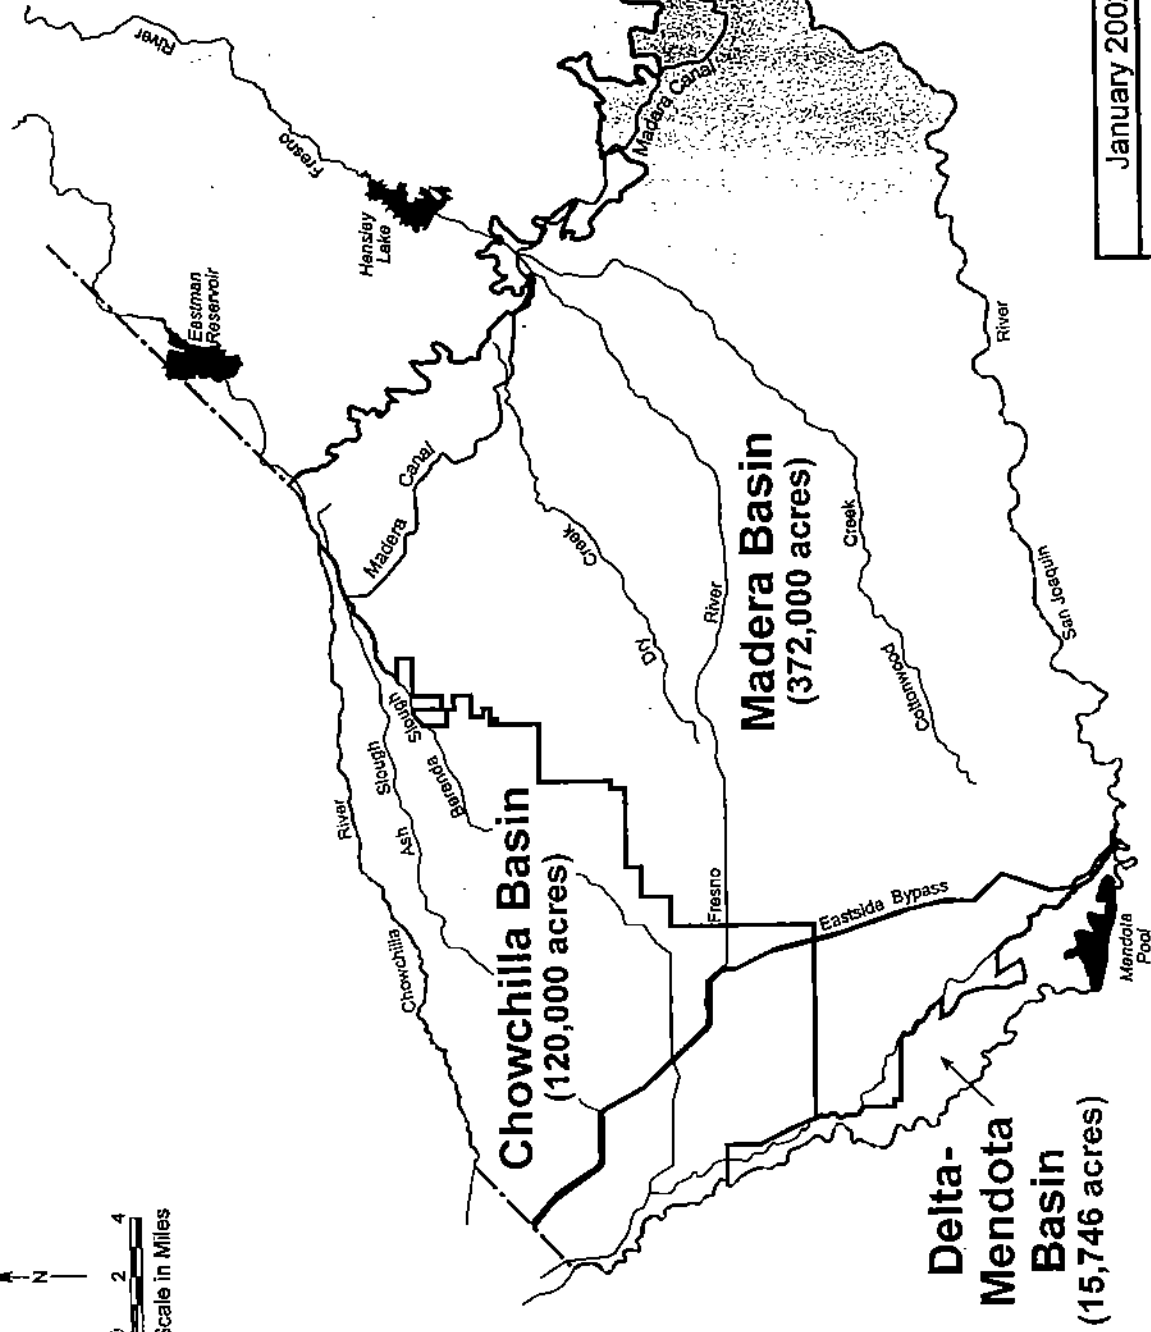 N
2 4
Scale in Miles
Eastman
Reservoir
River
Fresno
Hensley
Lake
Madera Canal
Madera Canal
River
Chowchilla
Slough
Ash
Slough
Berenda
Chowchilla Basin
(120,000 acres)
Creek
Dry
River
Fresno
Madera Basin
(372,000 acres)
Creek
Cottonwood
Eastside Bypass
River
San Joaquin
Mendota
Pool
Delta-
Mendota
Basin
(15,746 acres)
January 200